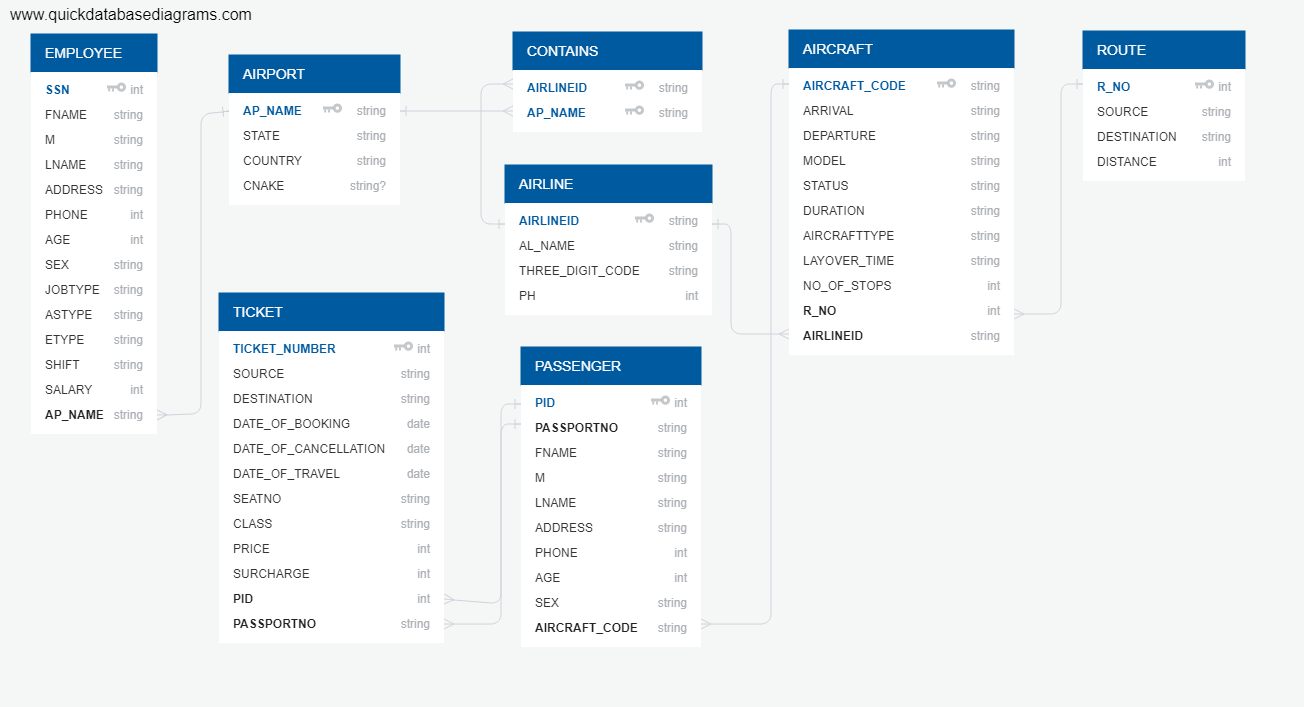 www.quickdatabasediagrams.com
EMPLOYEE
SSN int
FNAME string
M string
LNAME string
ADDRESS string
PHONE int
AGE int
SEX string
JOBTYPE string
ASTYPE string
ETYPE string
SHIFT string
SALARY int
AP_NAME string
AIRPORT
AP_NAME string
STATE string
COUNTRY string
CNAKE string?
CONTAINS
AIRLINEID string
AP_NAME string
AIRLINE
AIRLINEID string
AL_NAME string
THREE_DIGIT_CODE string
PH int
AIRCRAFT
AIRCRAFT_CODE string
ARRIVAL string
DEPARTURE string
MODEL string
STATUS string
DURATION string
AIRCRAFTTYPE string
LAYOVER_TIME string
NO_OF_STOPS int
R_NO int
AIRLINEID string
ROUTE
R_NO int
SOURCE string
DESTINATION string
DISTANCE int
TICKET
TICKET_NUMBER int
SOURCE string
DESTINATION string
DATE_OF_BOOKING date
DATE_OF_CANCELLATION date
DATE_OF_TRAVEL date
SEATNO string
CLASS string
PRICE int
SURCHARGE int
PID int
PASSPORTNO string
PASSENGER
PID int
PASSPORTNO string
FNAME string
M string
LNAME string
ADDRESS string
PHONE int
AGE int
SEX string
AIRCRAFT_CODE string